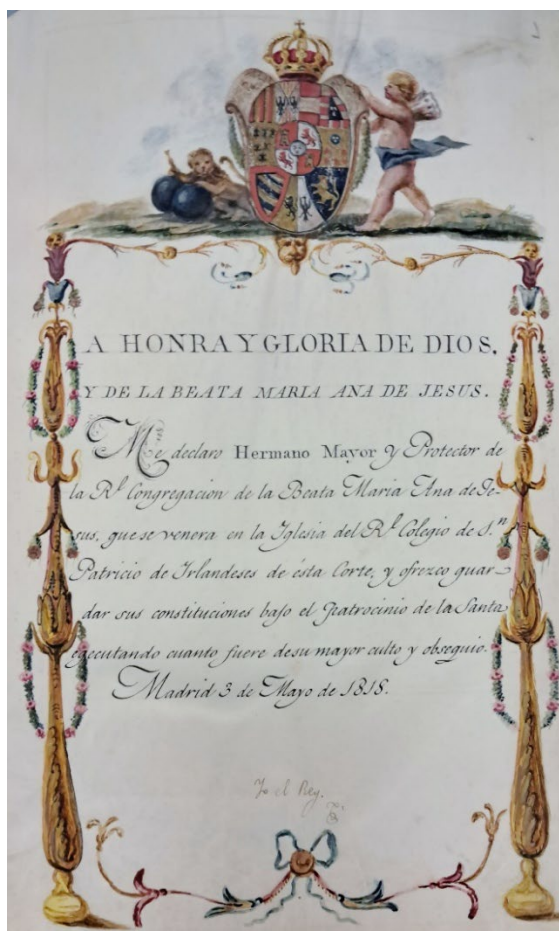 A HONRA Y GLORIA DE DIOS,
Y DE LA BEATA MARIA ANA DE JESUS.
Me declaro Hermano Mayor y Protector de
la Rl. Congregacion de la Beata Maria Ana de Je-
sus, que se venera en la Iglesia del Rl. Colegio de Sn.
Patricio de Irlandeses de ésta Corte, y ofrezco guar-
dar sus constituciones bajo el Patrocinio de la Santa
egecutando cuanto fuere de su mayor culto y obsequio.
Madrid 3 de Mayo de 1818.
Yo el Rey.